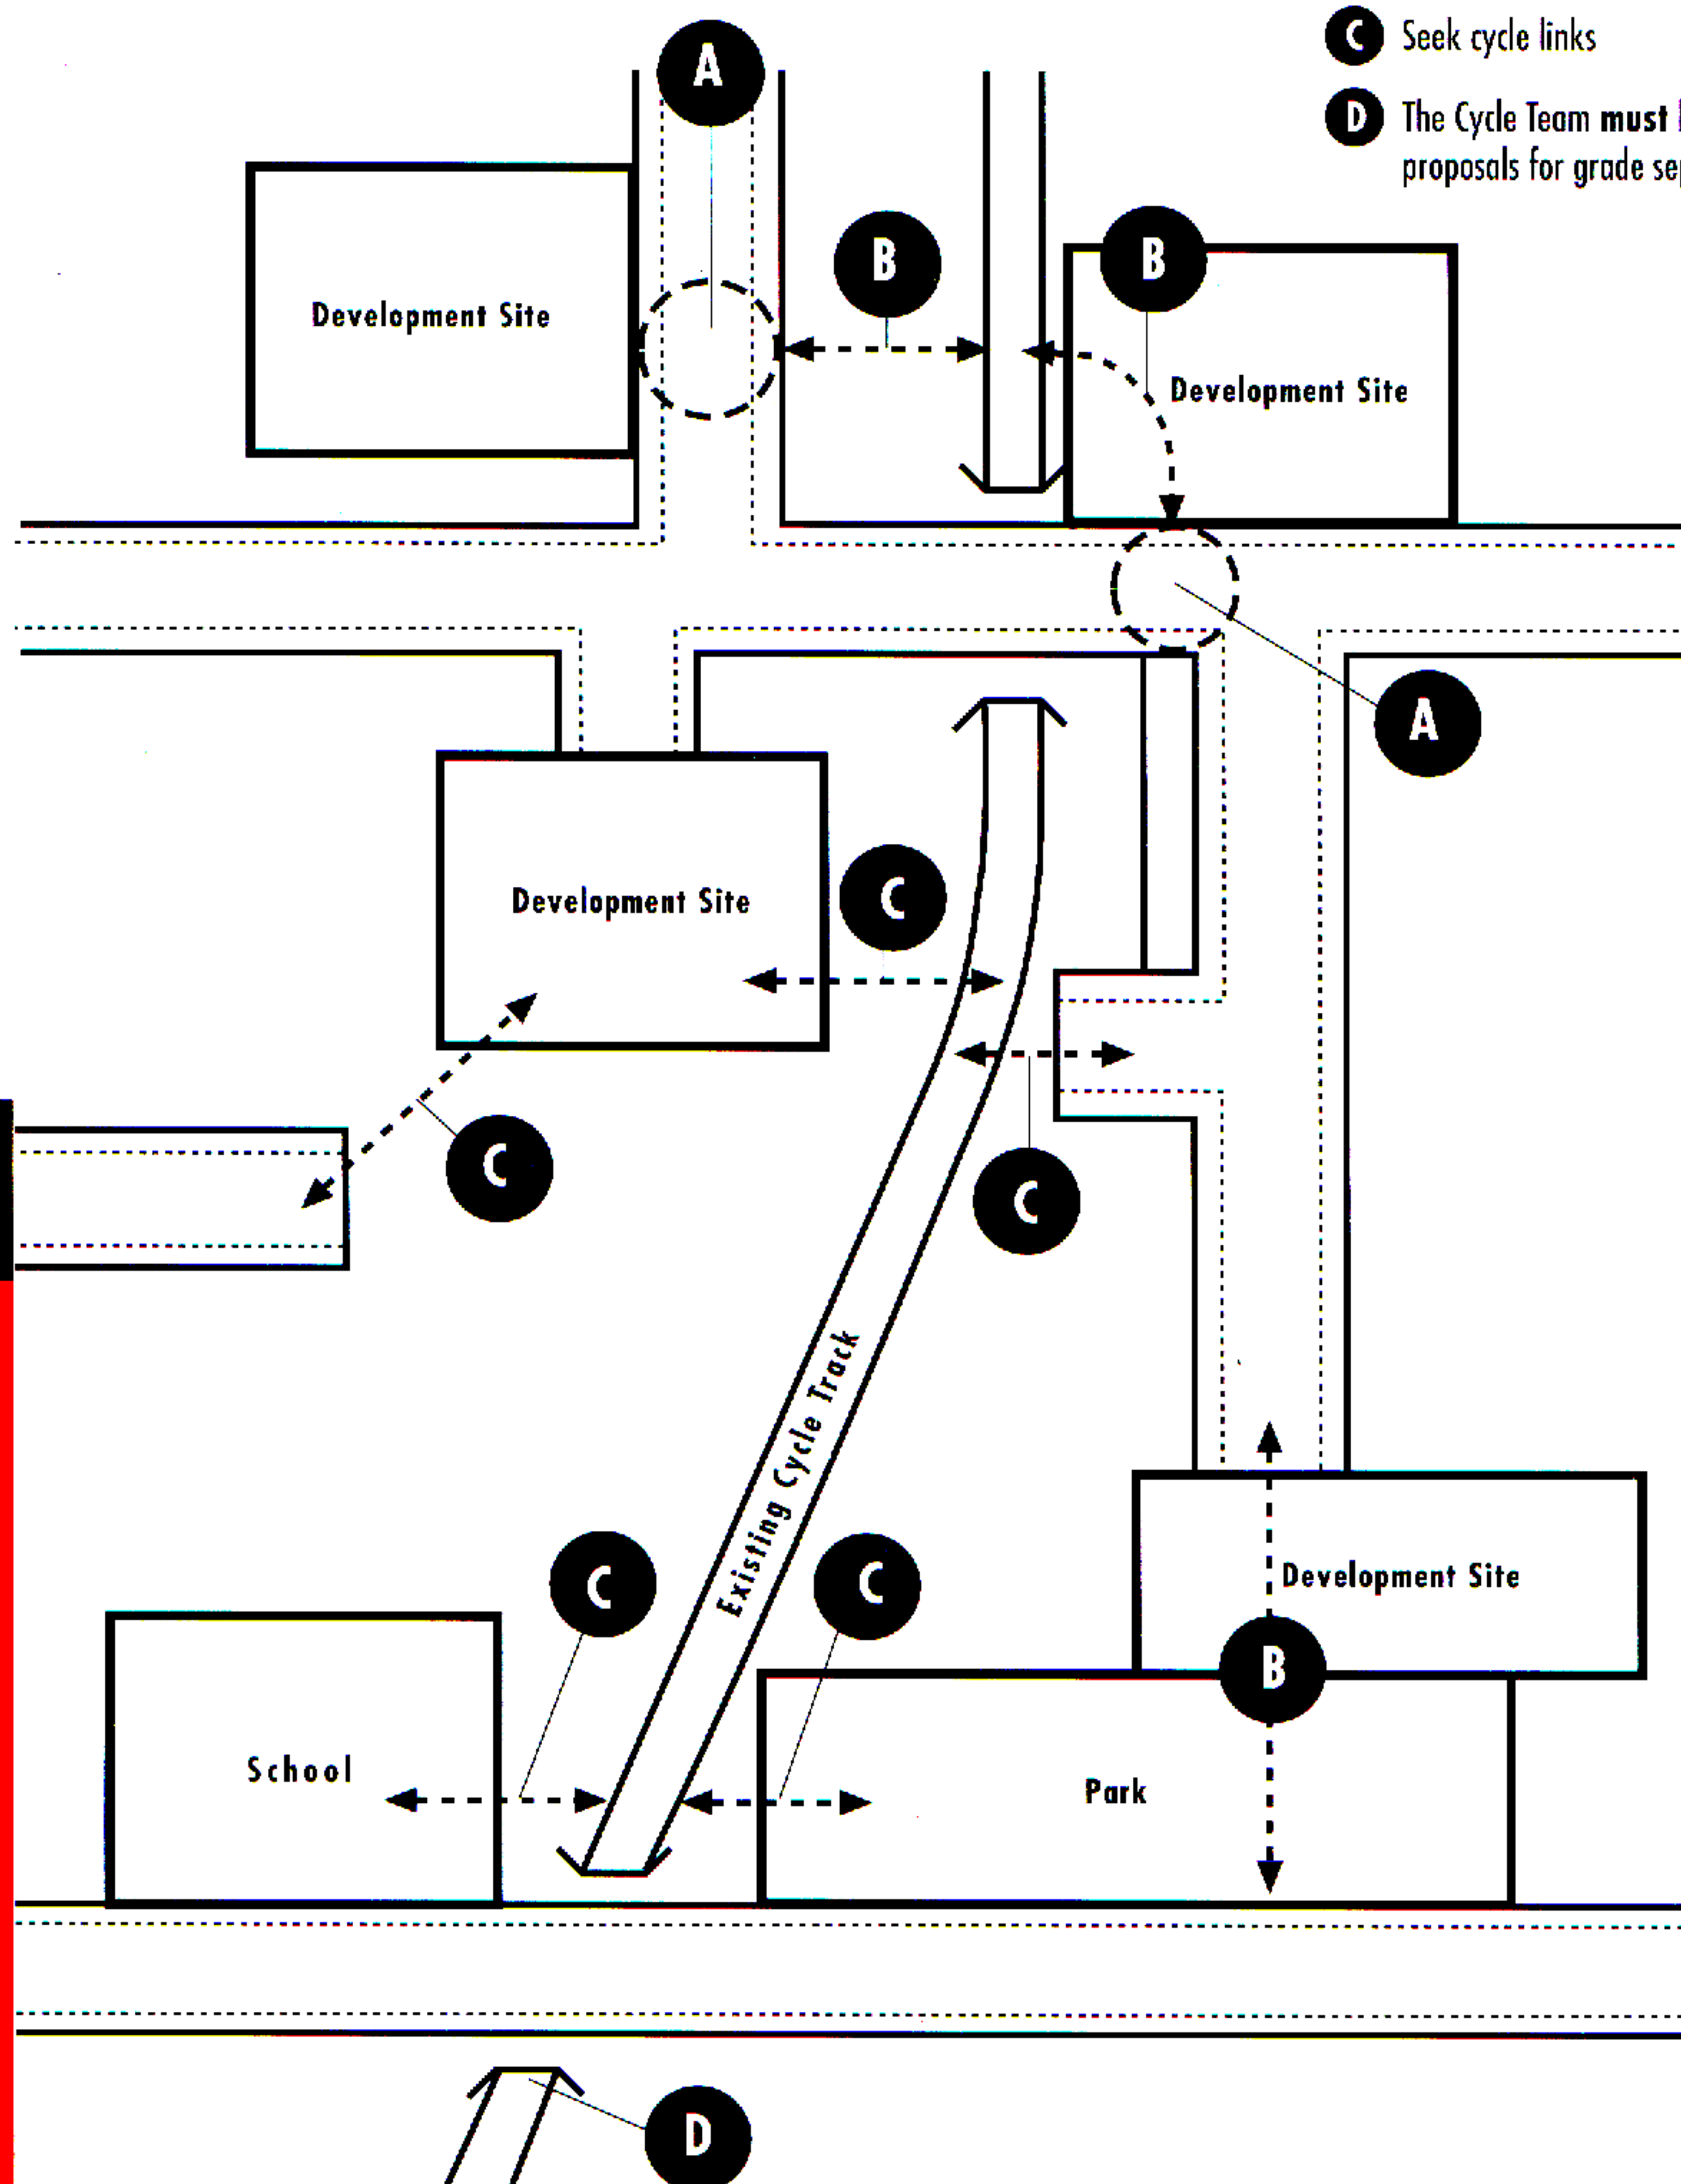 C Seek cycle links
D The Cycle Team must
proposals for grade
A
B
B
Development Site
Development Site
A
Development Site
C
C
C
Existing Cycle Track
C
C
Development Site
B
School
Park
D